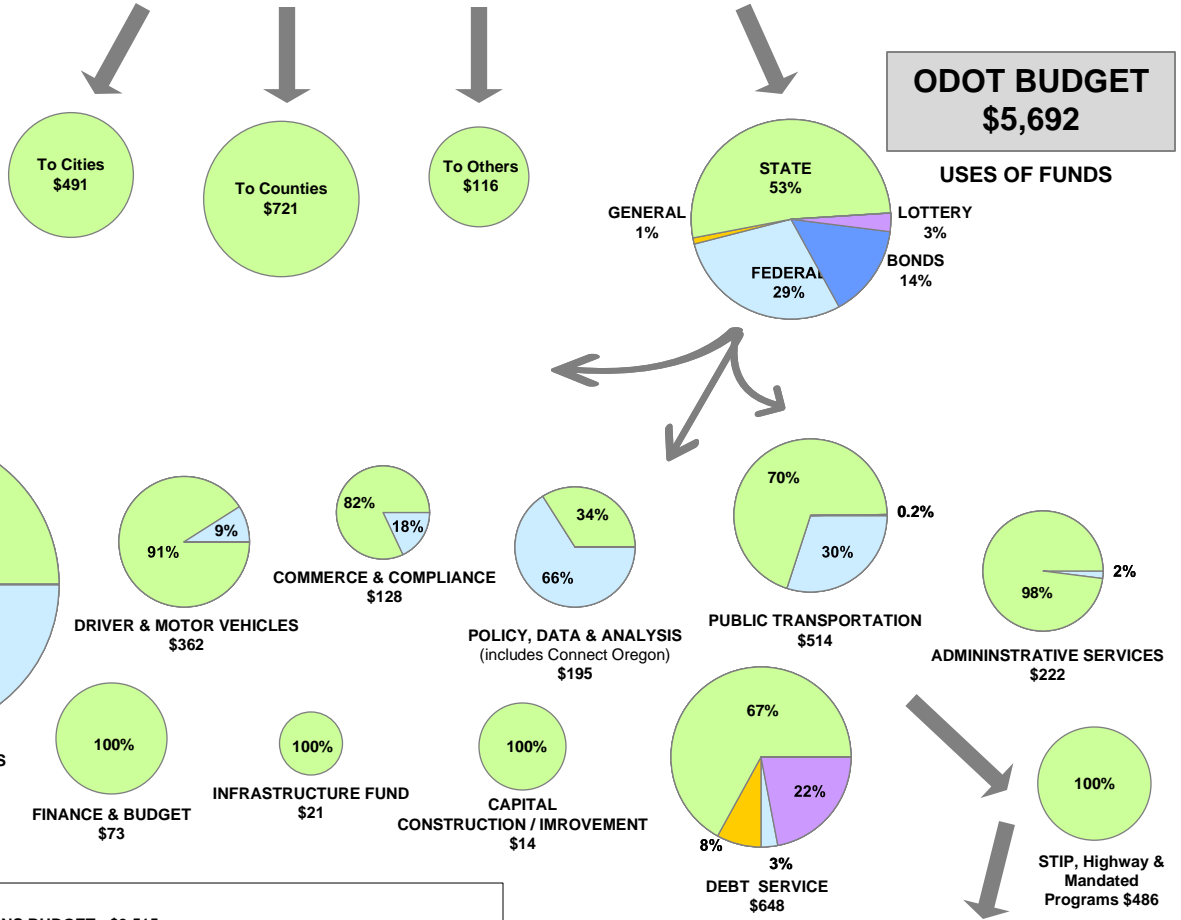 ODOT BUDGET
$5,692
USES OF FUNDS
To Cities
$491
To Counties
$721
To Others
$116
STATE
53%
GENERAL
1%
LOTTERY
3%
BONDS
14%
FEDERAL
29%
91%
9%
DRIVER & MOTOR VEHICLES
$362
82%
18%
COMMERCE & COMPLIANCE
$128
34%
66%
POLICY, DATA & ANALYSIS
(includes Connect Oregon)
$195
70%
0.2%
30%
PUBLIC TRANSPORTATION
$514
2%
98%
ADMININSTRATIVE SERVICES
$222
S
100%
FINANCE & BUDGET
$73
100%
INFRASTRUCTURE FUND
$21
100%
CAPITAL
CONSTRUCTION / IMROVEMENT
$14
67%
22%
8%
3%
DEBT SERVICE
$648
100%
STIP, Highway &
Mandated
Programs $486